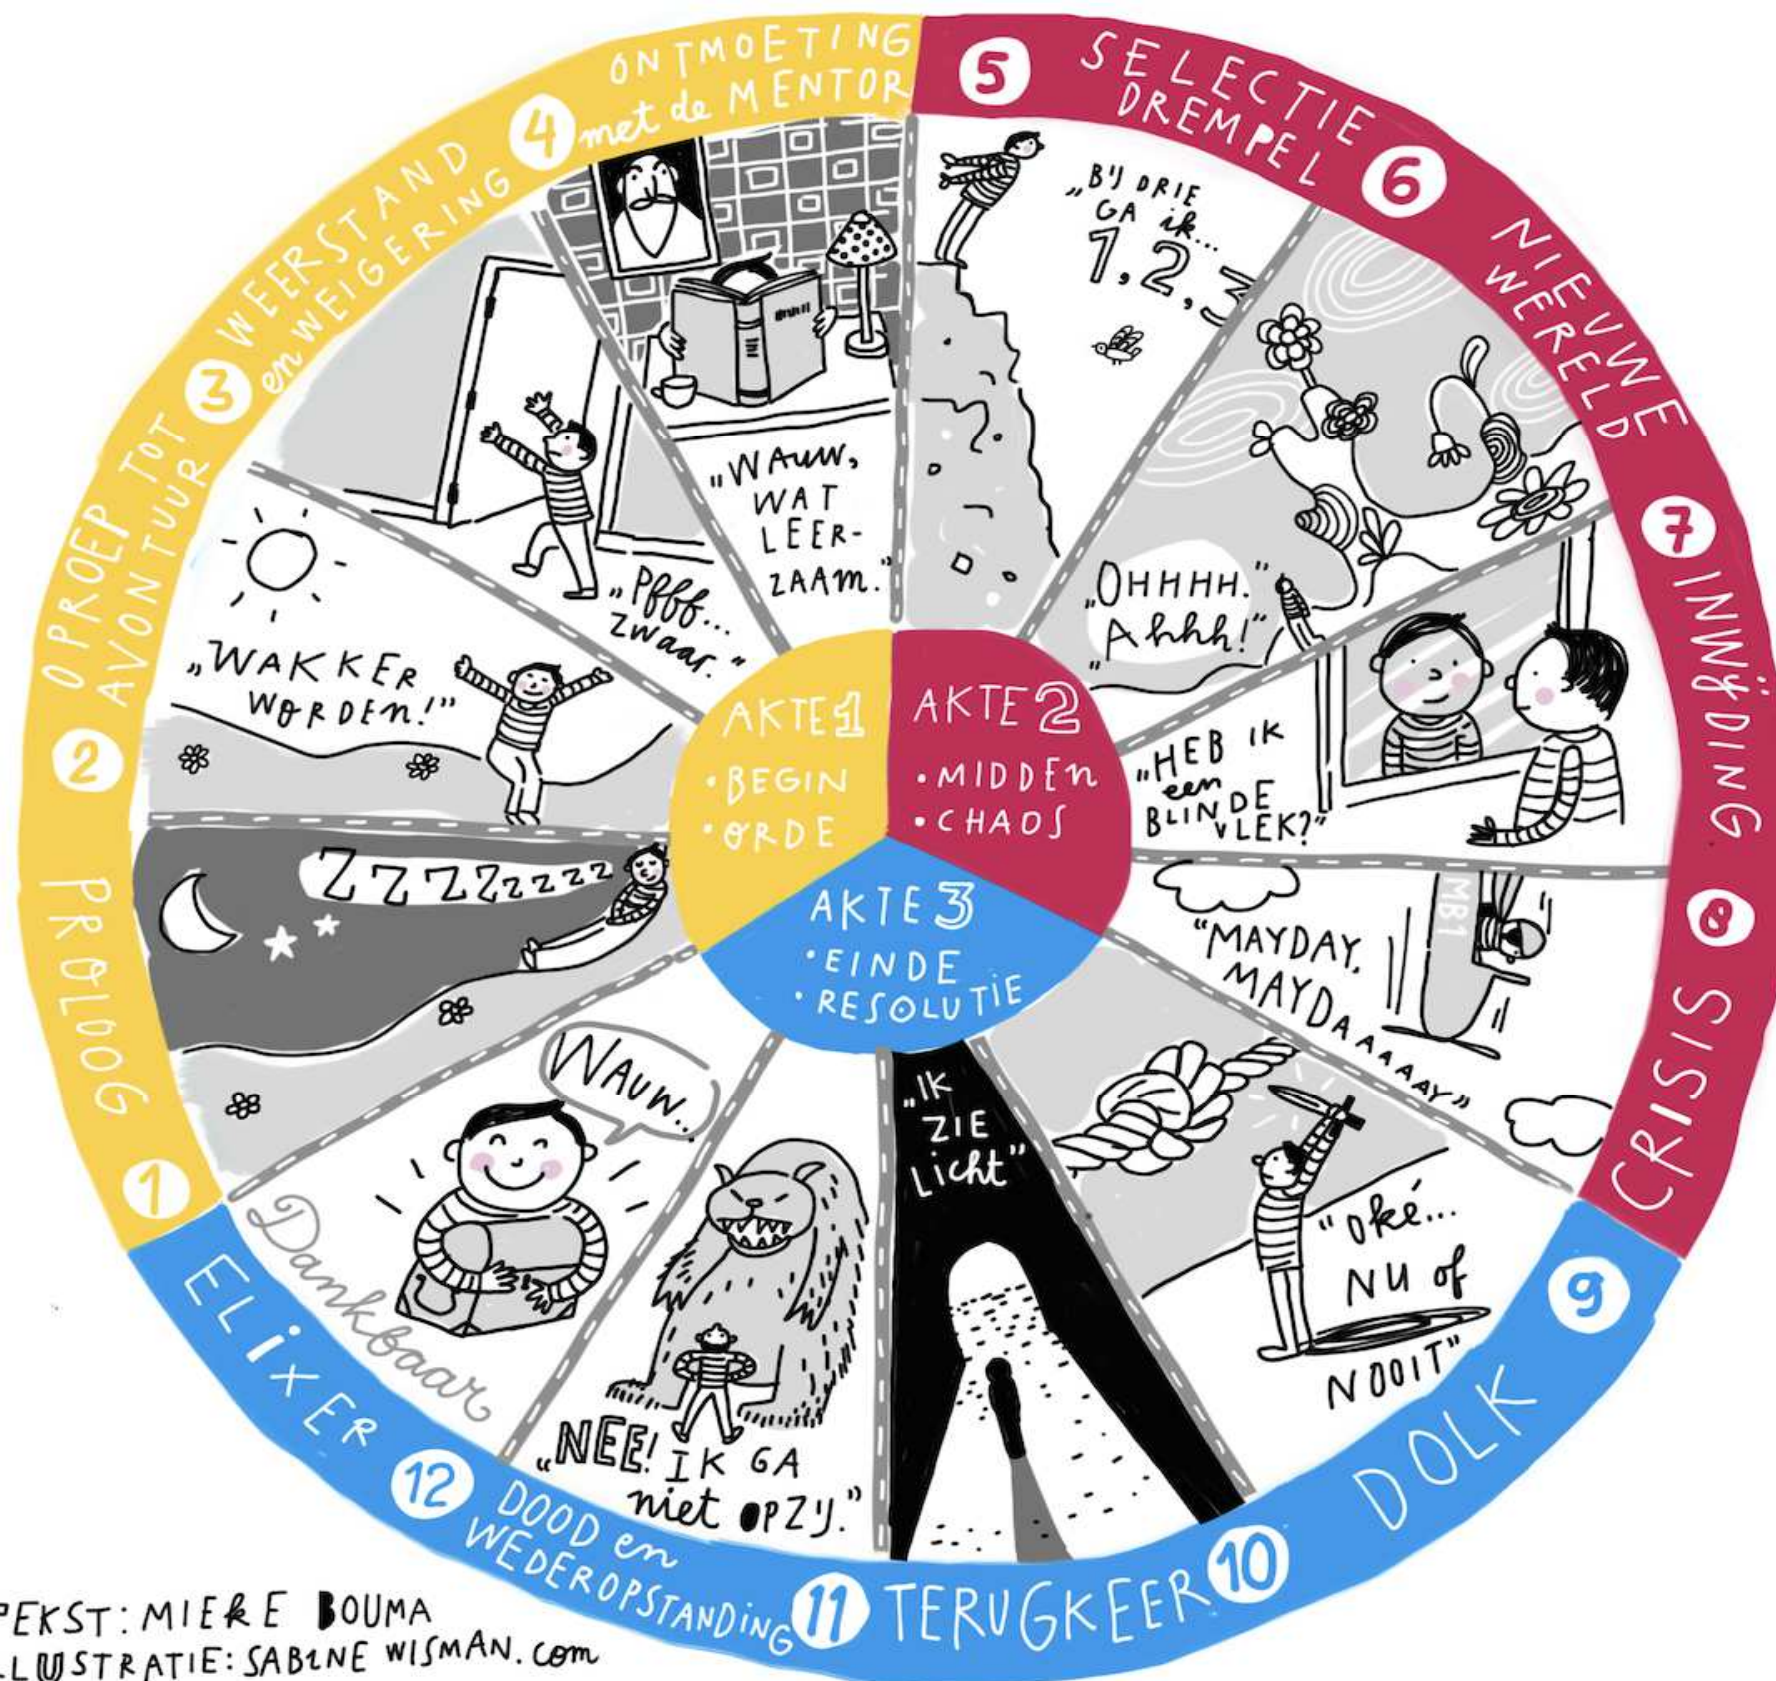 1
PROLOOG
ZZZZZZZZZ
2
OPROEP TOT
AVONTUUR
„WAKKER
WORDEN!”
3
WEERSTAND
en WEIGERING
„Pfff...
zwaar.”
4
ONTMOETING
met de MENTOR
„WAUW,
WAT
LEER-
ZAAM.”
5
SELECTIE
DREMPEL
„BIJ DRIE
GA ik...
1, 2, 3
6
NIEUWE
WERELD
„OHHHH.”
„Ahhh!”
7
INWIJDING
„HEB IK
een
BLINDE
VLEK?”
8
CRISIS
MB1
“MAYDAY,
MAYDAAAAAY”
9
DOLK
“Oké...
NU of
NOOIT”
10
TERUGKEER
„IK
ZIE
Licht”
11
DOOD en
WEDEROPSTANDING
„NEE! IK GA
niet OPZIJ.”
12
ELIXER
WAUW...
Dankbaar
AKTE 1
• BEGIN
• ORDE
AKTE 2
• MIDDEN
• CHAOS
AKTE 3
• EINDE
• RESOLUTIE
TEKST: MIEKE BOUMA
ILLUSTRATIE: SABINE WISMAN.com